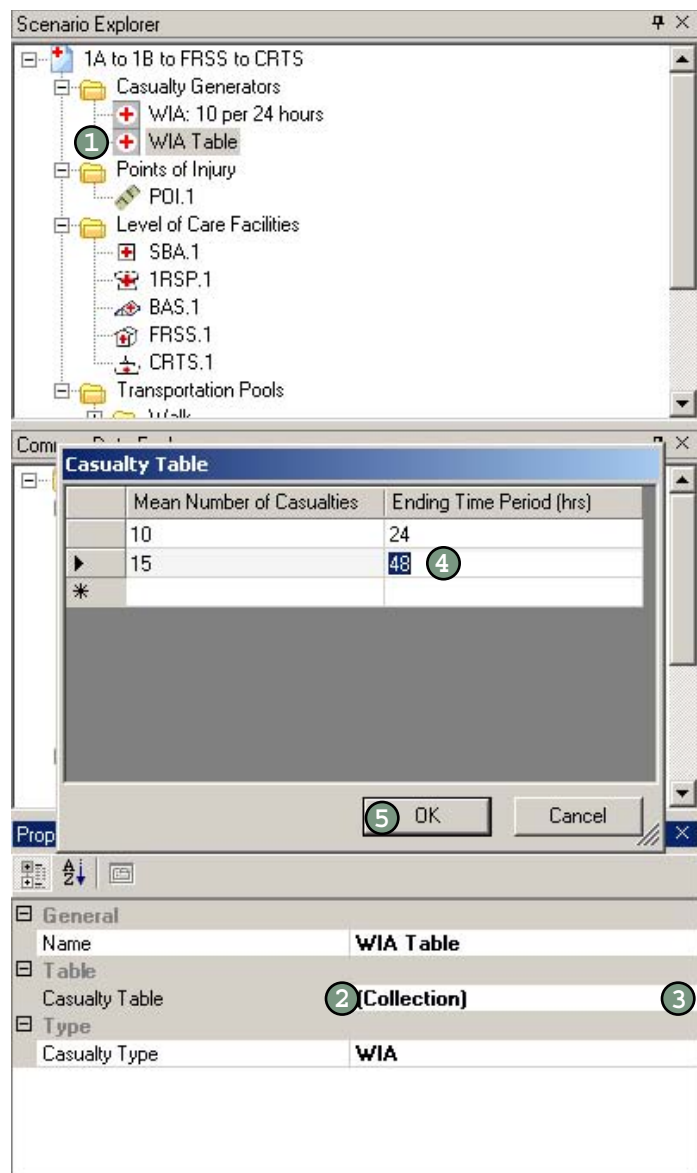 Scenario Explorer
1A to 1B to FRSS to CRTS
Casualty Generators
WIA: 10 per 24 hours
1 WIA Table
Points of Injury
POI.1
Level of Care Facilities
SBA.1
1RSP.1
BAS.1
FRSS.1
CRTS.1
Transportation Pools
Casualty Table
Mean Number of Casualties Ending Time Period (hrs)
10 24
15 48 4
5 OK Cancel
Prop
General
Name WIA Table
Table
Casualty Table 2 (Collection) 3
Type
Casualty Type WIA